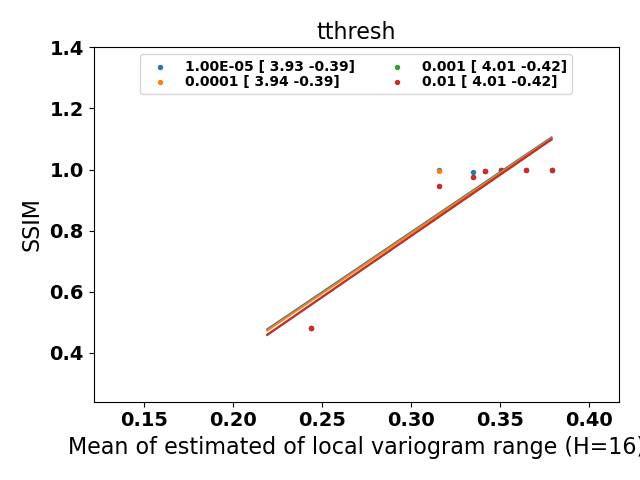 tthresh
1.00E-05 [ 3.93 -0.39]
0.0001 [ 3.94 -0.39]
0.001 [ 4.01 -0.42]
0.01 [ 4.01 -0.42]
SSIM
1.4
1.2
1.0
0.8
0.6
0.4
0.15 0.20 0.25 0.30 0.35 0.40
Mean of estimated of local variogram range (H=16)